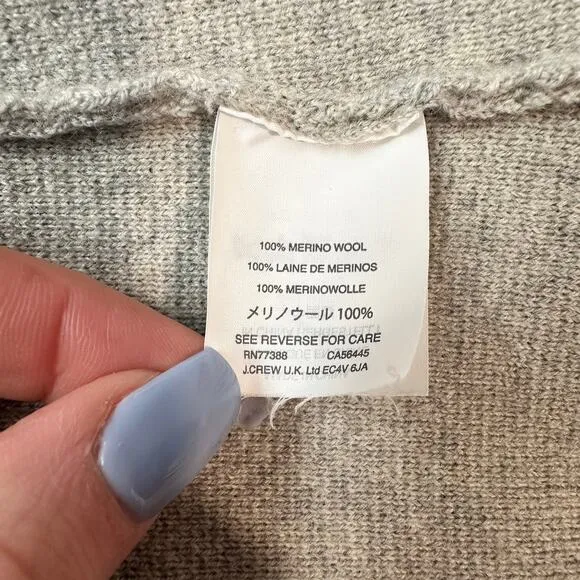 100% MERINO WOOL
100% LAINE DE MERINOS
100% MERINOWOLLE
メリノウール 100%
SEE REVERSE FOR CARE
RN77388 CA56445
J.CREW U.K. Ltd EC4V 6JA